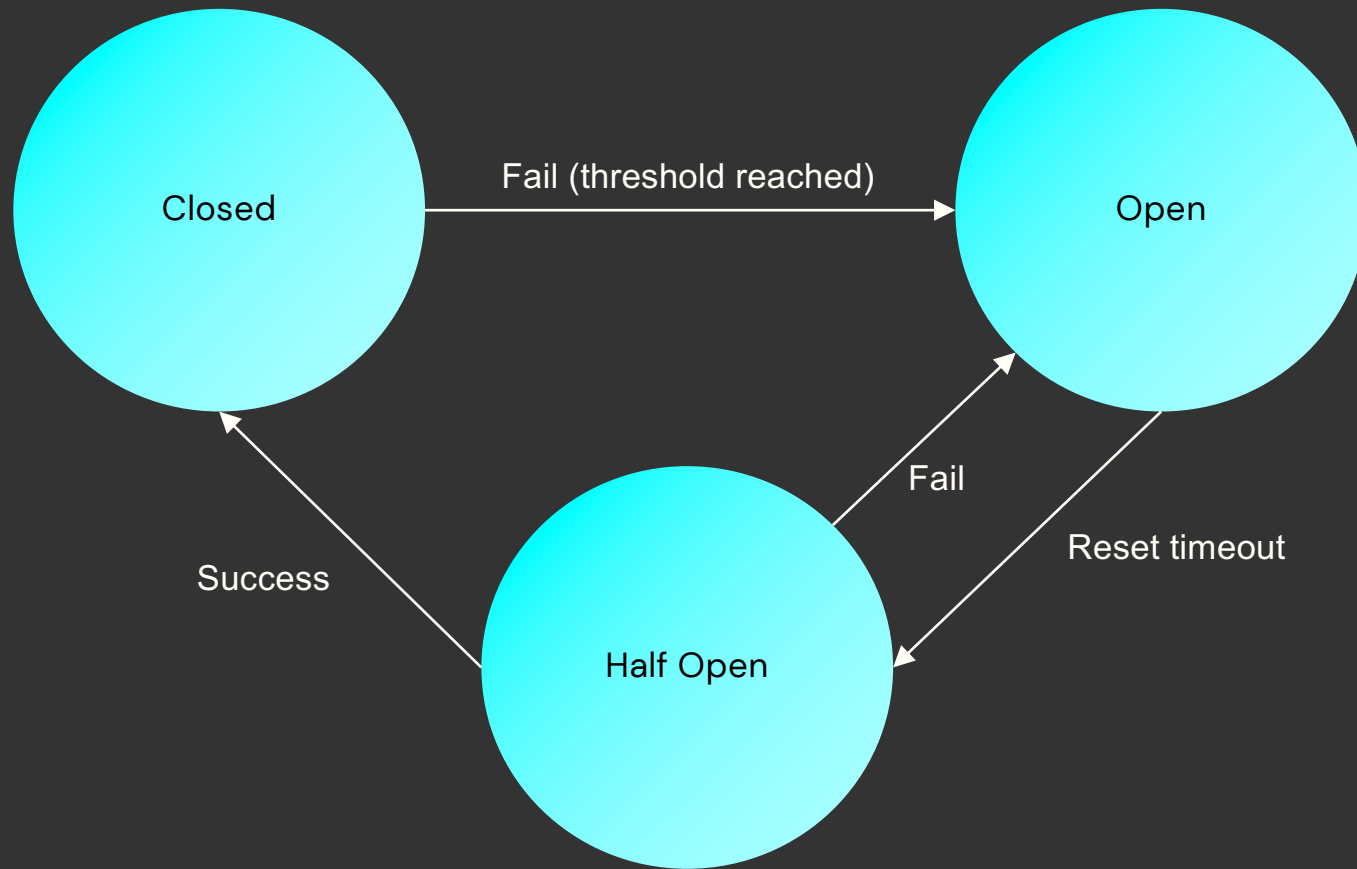 Fail (threshold reached)
Closed
Open
Fail
Reset timeout
Success
Half Open